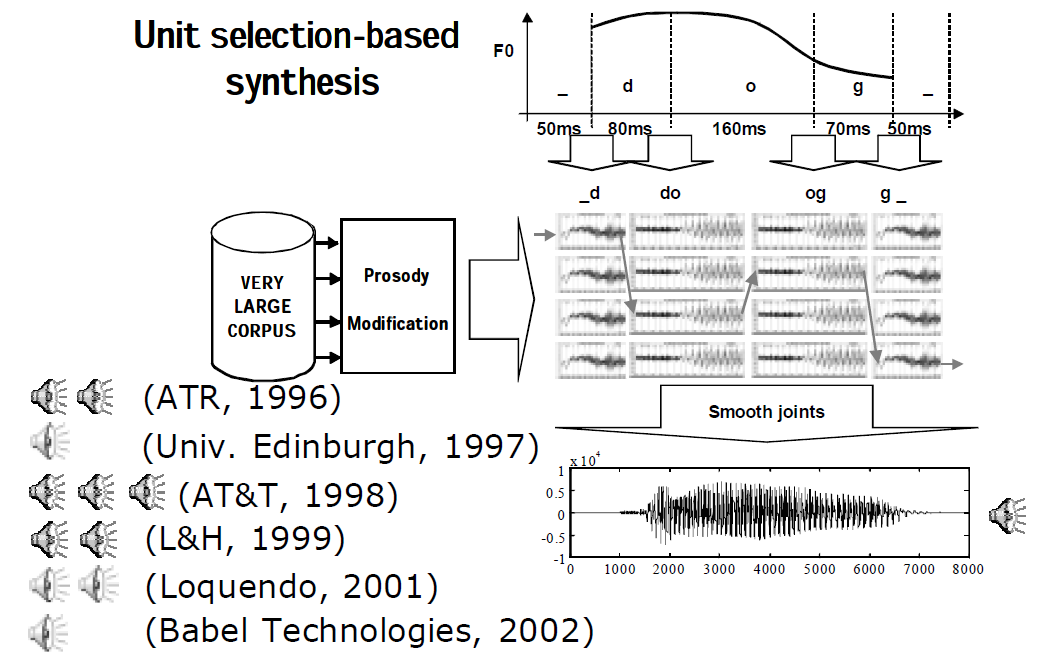 Unit selection-based
synthesis
F0
_ d o g _
50ms 80ms 160ms 70ms 50ms
_d do og g _
VERY
LARGE
CORPUS
Prosody
Modification
(ATR, 1996)
(Univ. Edinburgh, 1997)
(AT&T, 1998)
(L&H, 1999)
(Loquendo, 2001)
(Babel Technologies, 2002)
Smooth joints
x 10^4
1
0.5
0
-0.5
-1
0 1000 2000 3000 4000 5000 6000 7000 8000